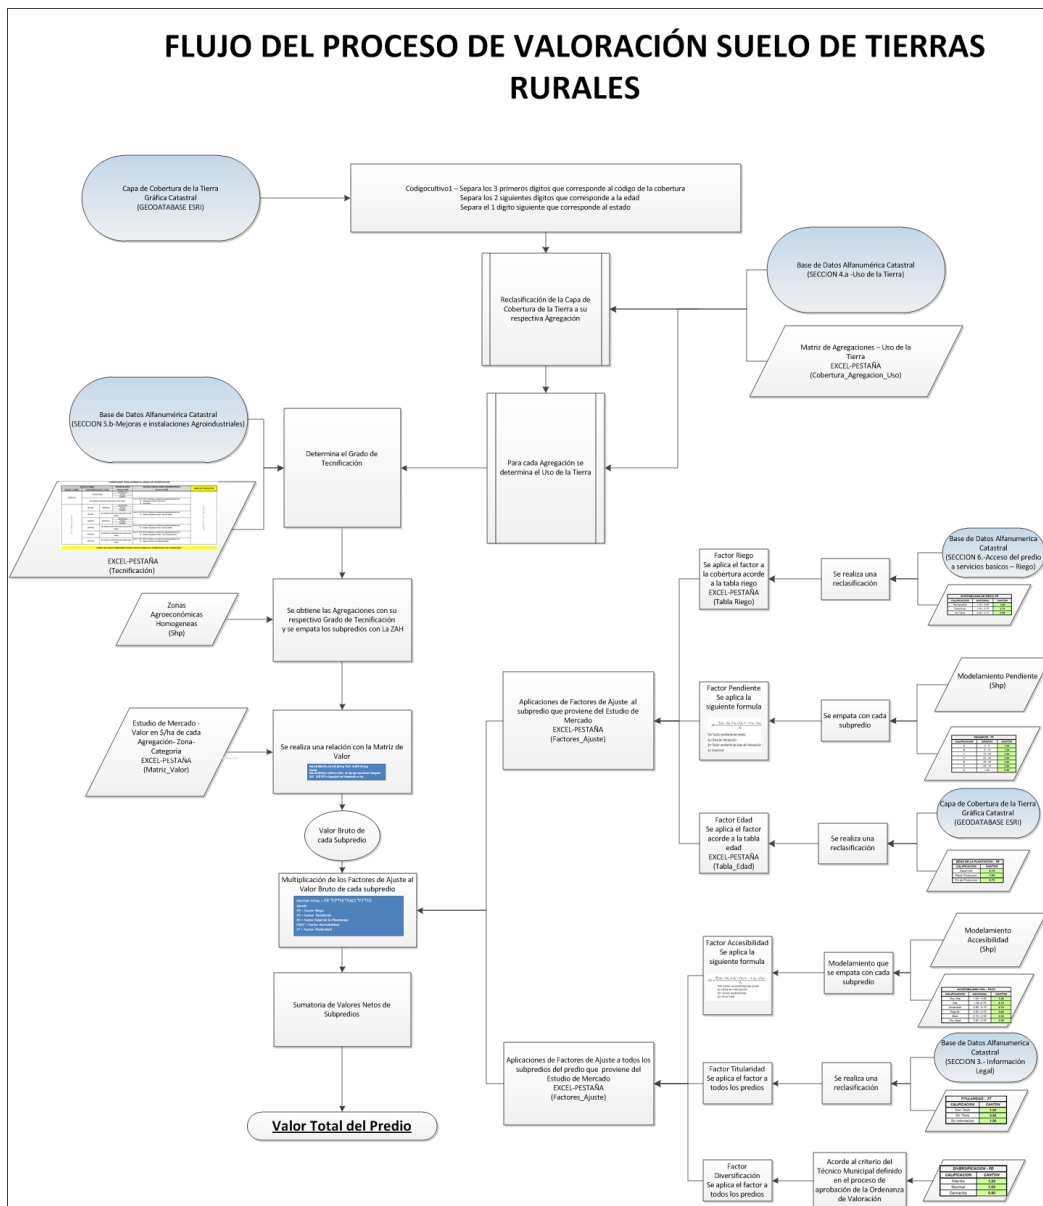 FLUJO DEL PROCESO DE VALORACIÓN SUELO DE TIERRAS
RURALES
Capa de Cobertura de la Tierra
Gráfica Catastral
(GEODATABASE ESRI)
Codigocultivo1 – Separa los 3 primeros dígitos que corresponde al código de la cobertura
Separa los 2 siguientes dígitos que corresponde a la edad
Separa el 1 digito siguiente que corresponde al estado
Reclasificación de la Capa de
Cobertura de la Tierra a su
respectiva Agregación
Base de Datos Alfanumérica Catastral
(SECCION 4.a -Uso de la Tierra)
Matriz de Agregaciones – Uso de la
Tierra
EXCEL-PESTAÑA
(Cobertura_Agregacion_Uso)
Base de Datos Alfanumérica Catastral
(SECCION 5.b-Mejoras e instalaciones Agroindustriales)
Determina el Grado de
Tecnificación
Para cada Agregación se
determina el Uso de la Tierra
EXCEL-PESTAÑA
(Tecnificación)
Zonas
Agroeconómicas
Homogeneas
(Shp)
Se obtiene las Agregaciones con su
respectivo Grado de Tecnificación
y se empata los subpredios con La ZAH
Estudio de Mercado -
Valor en $/ha de cada
Agregación- Zona-
Categoría
EXCEL-PESTAÑA
(Matriz_Valor)
Se realiza una relación con la Matriz de
Valor
Valor Bruto de
cada Subpredio
Multiplicación de los Factores de Ajuste al
Valor Bruto de cada subpredio
Sumatoria de Valores Netos de
Subpredios
Valor Total del Predio
Aplicaciones de Factores de Ajuste al
subpredio que proviene del Estudio de
Mercado
EXCEL-PESTAÑA
(Factores_Ajuste)
Factor Riego
Se aplica el factor a
la cobertura acorde
a la tabla riego
EXCEL-PESTAÑA
(Tabla Riego)
Se realiza una
reclasificación
Base de Datos Alfanumerica
Catastral
(SECCION 6.-Acceso del predio
a servicios basicos – Riego)
Factor Pendiente
Se aplica la
siguiente formula
Se empata con cada
subpredio
Modelamiento Pendiente
(Shp)
Factor Edad
Se aplica el factor
acorde a la tabla
edad
EXCEL-PESTAÑA
(Tabla_Edad)
Se realiza una
reclasificación
Capa de Cobertura de la Tierra
Gráfica Catastral
(GEODATABASE ESRI)
Aplicaciones de Factores de Ajuste a todos los
subpredios del predio que proviene del
Estudio de Mercado
EXCEL-PESTAÑA
(Factores_Ajuste)
Factor Accesibilidad
Se aplica la
siguiente formula
Modelamiento que
se empata con cada
subpredio
Modelamiento
Accesibilidad
(Shp)
Factor Titularidad
Se aplica el factor a
todos los predios
Se realiza una
reclasificación
Base de Datos Alfanumerica
Catastral
(SECCION 3.- Información
Legal)
TITULARIDAD - FT
CALIFICACION CANTON
Factor
Diversificación
Se aplica el factor a
todos los predios
Acorde al criterio del
Técnico Municipal definido
en el proceso de
aprobación de la Ordenanza
de Valoración
DIVERSIFICACION - FD
CALIFICACION CANTON
Normal 1.00